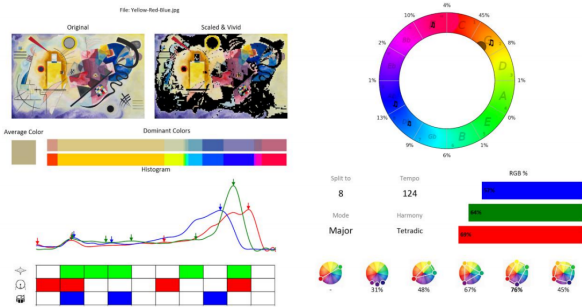 File: Yellow-Red-Blue.jpg
Original
Scaled & Vivid
Average Color
Dominant Colors
Histogram
4%
10%
45%
2%
8%
1%
1%
13%
0%
9%
1%
6%
D
A
E
B
Split to
Tempo
8
124
Mode
Harmony
Major
Tetradic
RGB %
-
31%
48%
67%
76%
45%